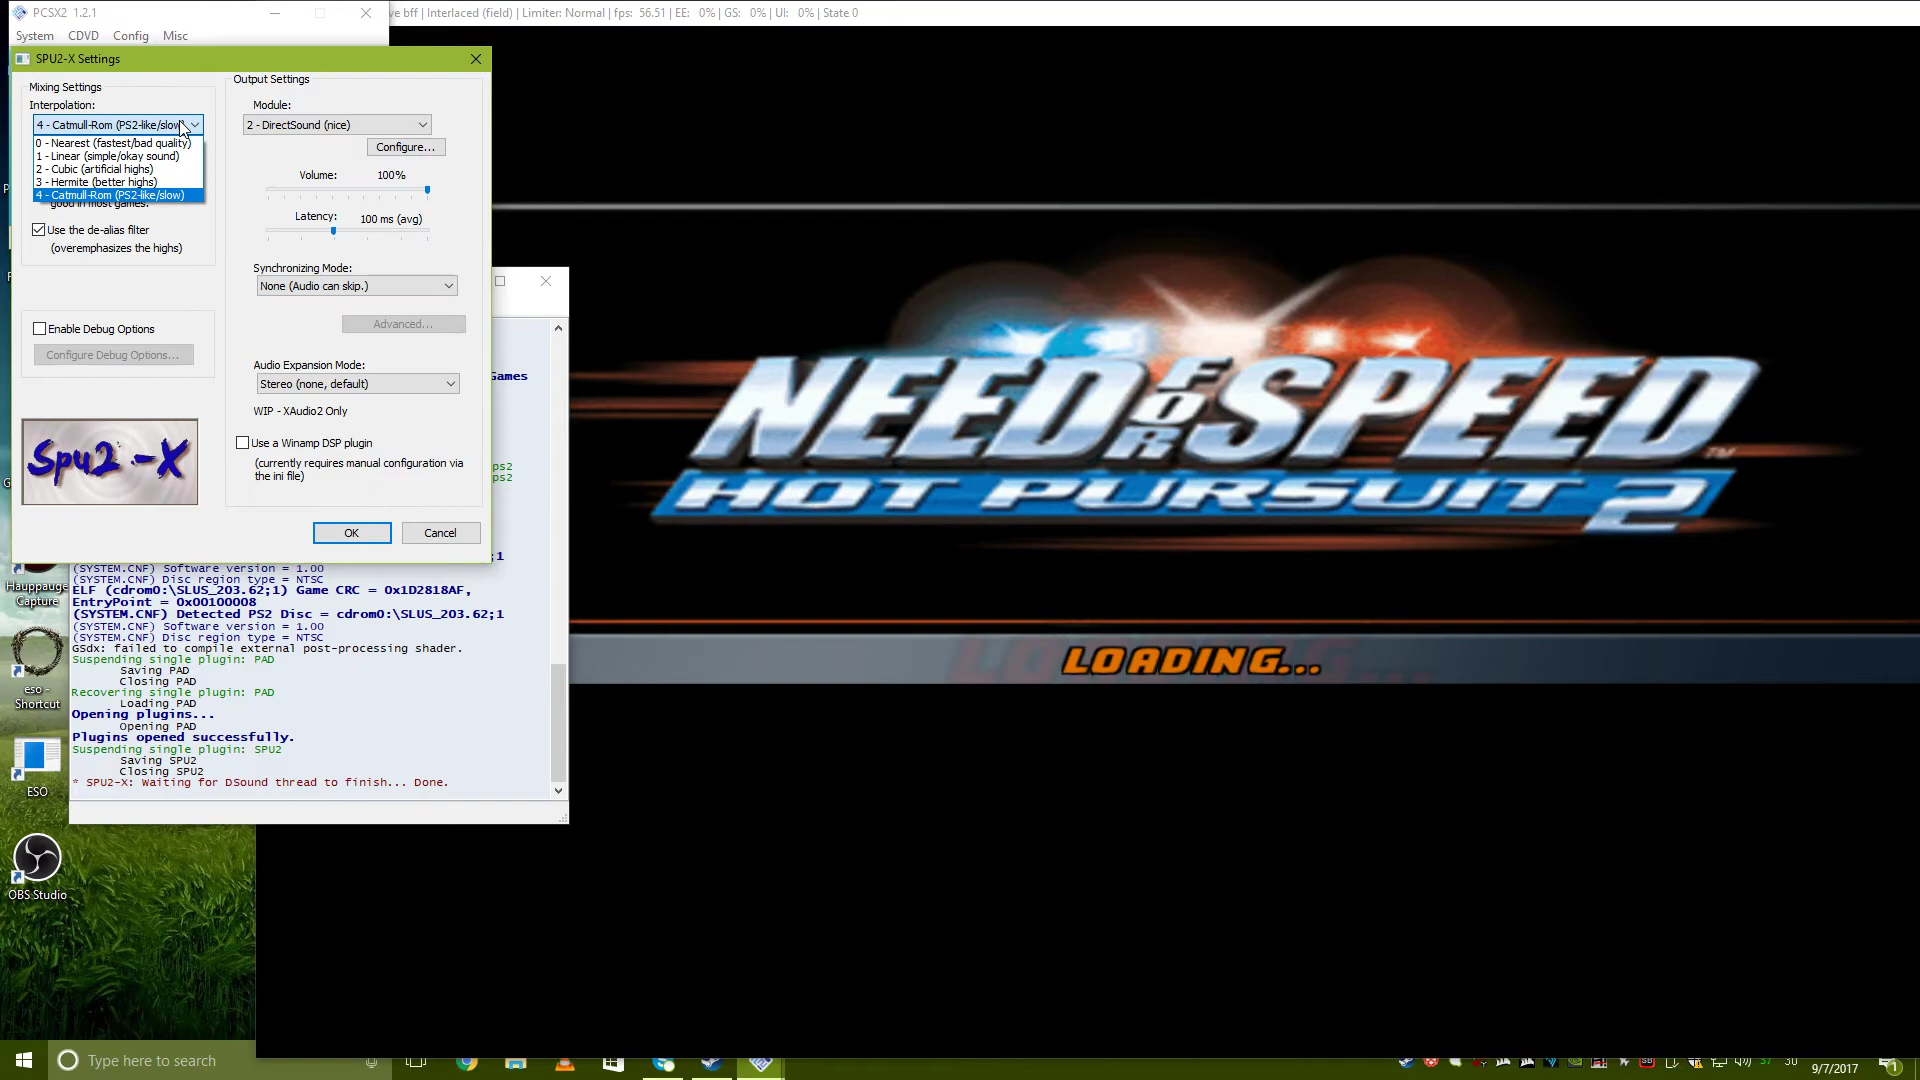 PCSX2 1.2.1
ve bff | Interlaced (field) | Limiter: Normal | fps: 56.51 | EE: 0% | GS: 0% | UI: 0% | State 0
System CDVD Config Misc
SPU2-X Settings
Mixing Settings
Interpolation:
4 - Catmull-Rom (PS2-like/slow)
0 - Nearest (fastest/bad quality)
1 - Linear (simple/okay sound)
2 - Cubic (artificial highs)
3 - Hermite (better highs)
4 - Catmull-Rom (PS2-like/slow)
good in most games.
Use the de-alias filter
(overemphasizes the highs)
Enable Debug Options
Configure Debug Options...
Spu2-X
Output Settings
Module:
2 - DirectSound (nice)
Configure...
Volume: 100%
Latency: 100 ms (avg)
Synchronizing Mode:
None (Audio can skip.)
Advanced...
Audio Expansion Mode:
Stereo (none, default)
WIP - XAudio2 Only
Use a Winamp DSP plugin
(currently requires manual configuration via
the ini file)
OK Cancel
Games
ps2
ps2
;1
(SYSTEM.CNF) Software version = 1.00
(SYSTEM.CNF) Disc region type = NTSC
ELF (cdrom0:\SLUS_203.62;1) Game CRC = 0x1D2818AF,
EntryPoint = 0x00100008
(SYSTEM.CNF) Detected PS2 Disc = cdrom0:\SLUS_203.62;1
(SYSTEM.CNF) Software version = 1.00
(SYSTEM.CNF) Disc region type = NTSC
GSdx: failed to compile external post-processing shader.
Suspending single plugin: PAD
Saving PAD
Closing PAD
Recovering single plugin: PAD
Loading PAD
Opening plugins...
Opening PAD
Plugins opened successfully.
Suspending single plugin: SPU2
Saving SPU2
Closing SPU2
* SPU2-X: Waiting for DSound thread to finish... Done.
NEED FOR SPEED™
HOT PURSUIT 2
LOADING...
Hauppauge
Capture
eso -
Shortcut
ESO
OBS Studio
Type here to search
37 30
9/7/2017
1